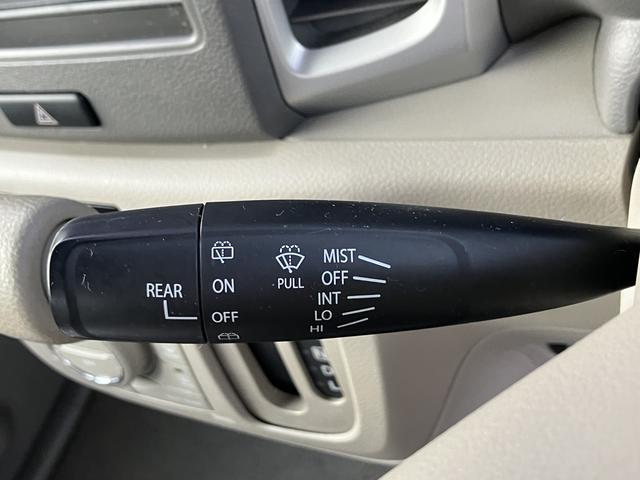 REAR
ON
OFF
PULL
MIST
OFF
INT
LO
HI